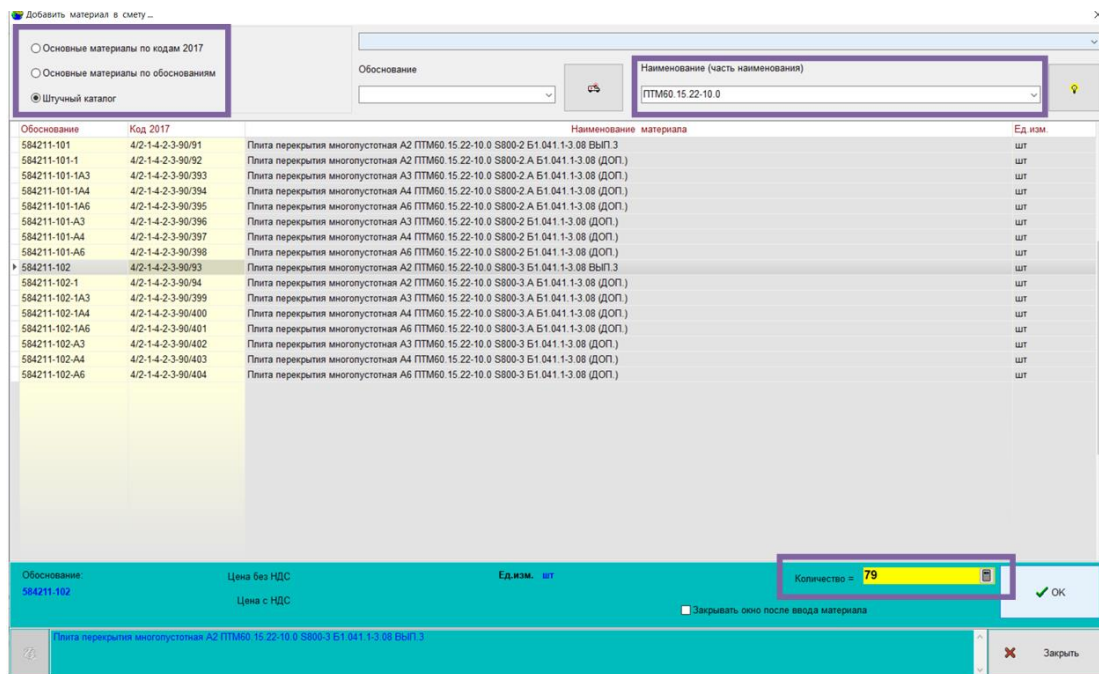 Добавить материал в смету ...
Основные материалы по кодам 2017
Основные материалы по обоснованиям
Штучный каталог
Обоснование
Наименование (часть наименования)
ПТМ60.15.22-10.0
Обоснование Код 2017 Наименование материала Ед.изм.
584211-101 4/2-1-4-2-3-90/91 Плита перекрытия многопустотная А2 ПТМ60.15.22-10.0 S800-2 Б1.041.1-3.08 ВЫП.3 шт
584211-101-1 4/2-1-4-2-3-90/92 Плита перекрытия многопустотная А2 ПТМ60.15.22-10.0 S800-2.А Б1.041.1-3.08 (ДОП.) шт
584211-101-1А3 4/2-1-4-2-3-90/393 Плита перекрытия многопустотная А3 ПТМ60.15.22-10.0 S800-2.А Б1.041.1-3.08 (ДОП.) шт
584211-101-1А4 4/2-1-4-2-3-90/394 Плита перекрытия многопустотная А4 ПТМ60.15.22-10.0 S800-2.А Б1.041.1-3.08 (ДОП.) шт
584211-101-1А6 4/2-1-4-2-3-90/395 Плита перекрытия многопустотная А6 ПТМ60.15.22-10.0 S800-2.А Б1.041.1-3.08 (ДОП.) шт
584211-101-А3 4/2-1-4-2-3-90/396 Плита перекрытия многопустотная А3 ПТМ60.15.22-10.0 S800-2 Б1.041.1-3.08 (ДОП.) шт
584211-101-А4 4/2-1-4-2-3-90/397 Плита перекрытия многопустотная А4 ПТМ60.15.22-10.0 S800-2 Б1.041.1-3.08 (ДОП.) шт
584211-101-А6 4/2-1-4-2-3-90/398 Плита перекрытия многопустотная А6 ПТМ60.15.22-10.0 S800-2 Б1.041.1-3.08 (ДОП.) шт
584211-102 4/2-1-4-2-3-90/93 Плита перекрытия многопустотная А2 ПТМ60.15.22-10.0 S800-3 Б1.041.1-3.08 ВЫП.3 шт
584211-102-1 4/2-1-4-2-3-90/94 Плита перекрытия многопустотная А2 ПТМ60.15.22-10.0 S800-3.А Б1.041.1-3.08 (ДОП.) шт
584211-102-1А3 4/2-1-4-2-3-90/399 Плита перекрытия многопустотная А3 ПТМ60.15.22-10.0 S800-3.А Б1.041.1-3.08 (ДОП.) шт
584211-102-1А4 4/2-1-4-2-3-90/400 Плита перекрытия многопустотная А4 ПТМ60.15.22-10.0 S800-3.А Б1.041.1-3.08 (ДОП.) шт
584211-102-1А6 4/2-1-4-2-3-90/401 Плита перекрытия многопустотная А6 ПТМ60.15.22-10.0 S800-3.А Б1.041.1-3.08 (ДОП.) шт
584211-102-А3 4/2-1-4-2-3-90/402 Плита перекрытия многопустотная А3 ПТМ60.15.22-10.0 S800-3 Б1.041.1-3.08 (ДОП.) шт
584211-102-А4 4/2-1-4-2-3-90/403 Плита перекрытия многопустотная А4 ПТМ60.15.22-10.0 S800-3 Б1.041.1-3.08 (ДОП.) шт
584211-102-А6 4/2-1-4-2-3-90/404 Плита перекрытия многопустотная А6 ПТМ60.15.22-10.0 S800-3 Б1.041.1-3.08 (ДОП.) шт
Обоснование: Цена без НДС Ед.изм. шт Количество = 79
584211-102 Цена с НДС
OK
Закрывать окно после ввода материала
Плита перекрытия многопустотная А2 ПТМ60.15.22-10.0 S800-3 Б1.041.1-3.08 ВЫП.3
Закрыть